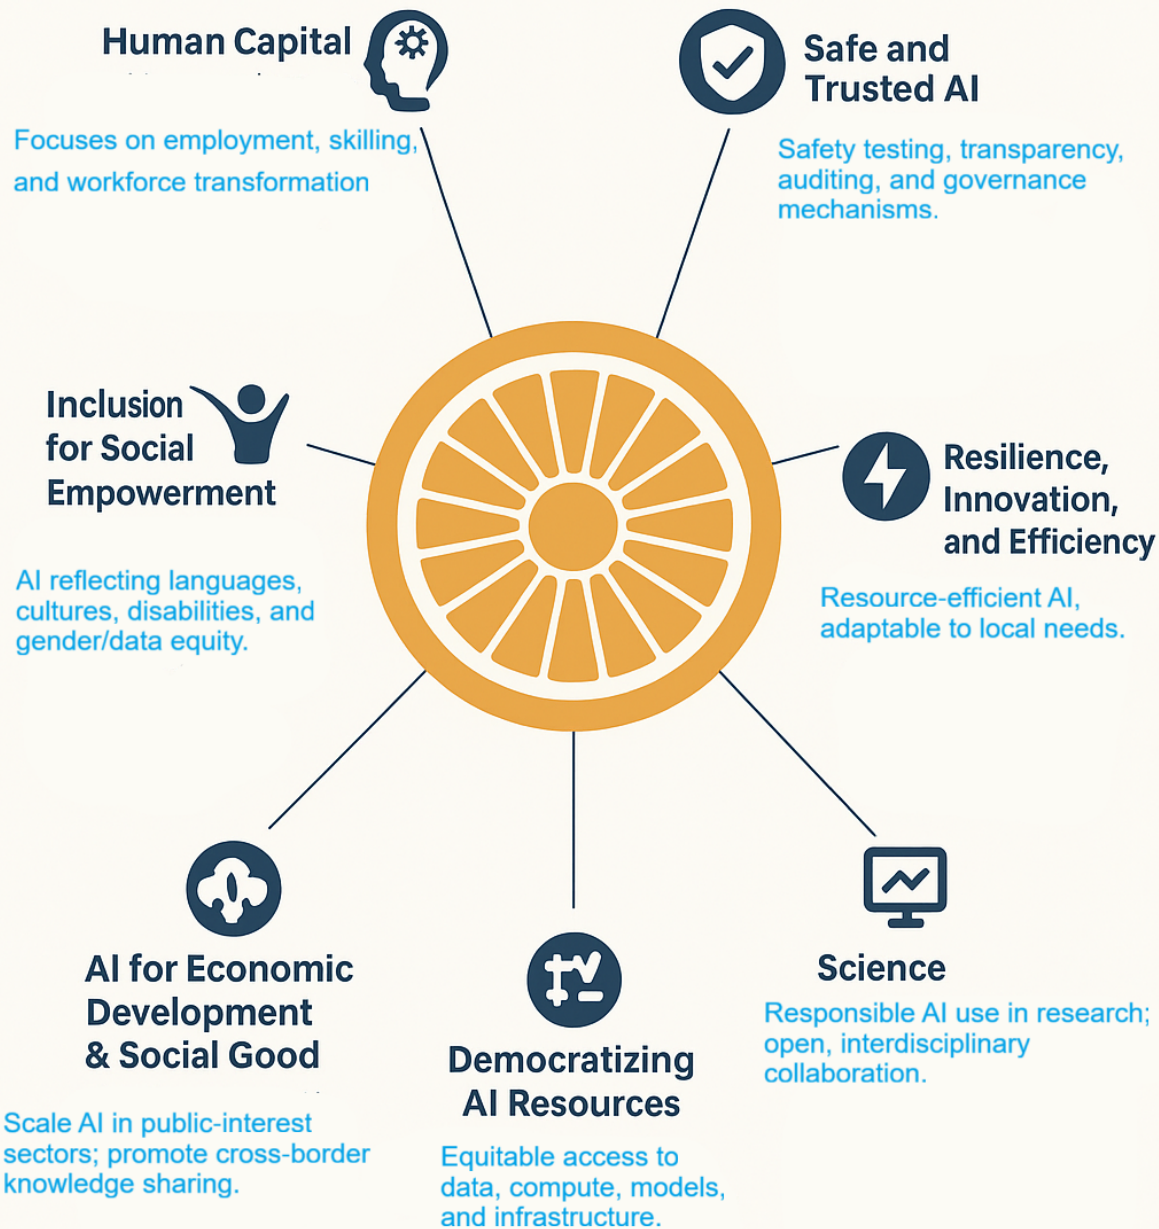 Human Capital
Focuses on employment, skilling,
and workforce transformation
Safe and
Trusted AI
Safety testing, transparency,
auditing, and governance
mechanisms.
Inclusion
for Social
Empowerment
AI reflecting languages,
cultures, disabilities, and
gender/data equity.
Resilience,
Innovation,
and Efficiency
Resource-efficient AI,
adaptable to local needs.
AI for Economic
Development
& Social Good
Scale AI in public-interest
sectors; promote cross-border
knowledge sharing.
Democratizing
AI Resources
Equitable access to
data, compute, models,
and infrastructure.
Science
Responsible AI use in research;
open, interdisciplinary
collaboration.